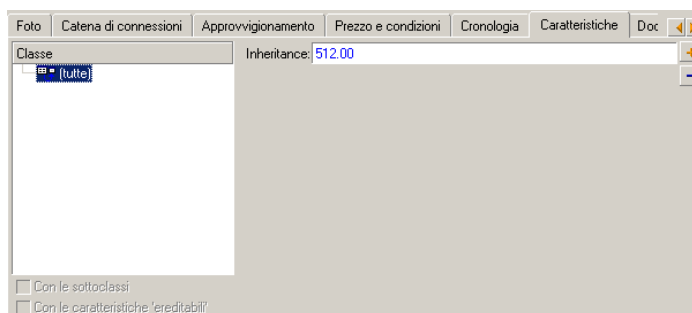 Foto Catena di connessioni Approvvigionamento Prezzo e condizioni Cronologia Caratteristiche Doc
Classe Inheritance: 512.00
(tutte)
Con le sottoclassi
Con le caratteristiche 'ereditabili'